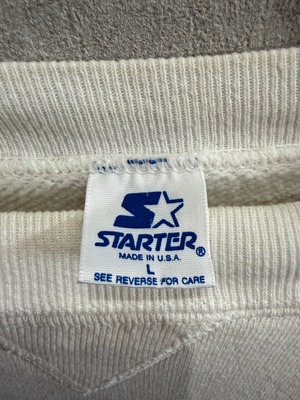 STARTER®
MADE IN U.S.A.
L
SEE REVERSE FOR CARE